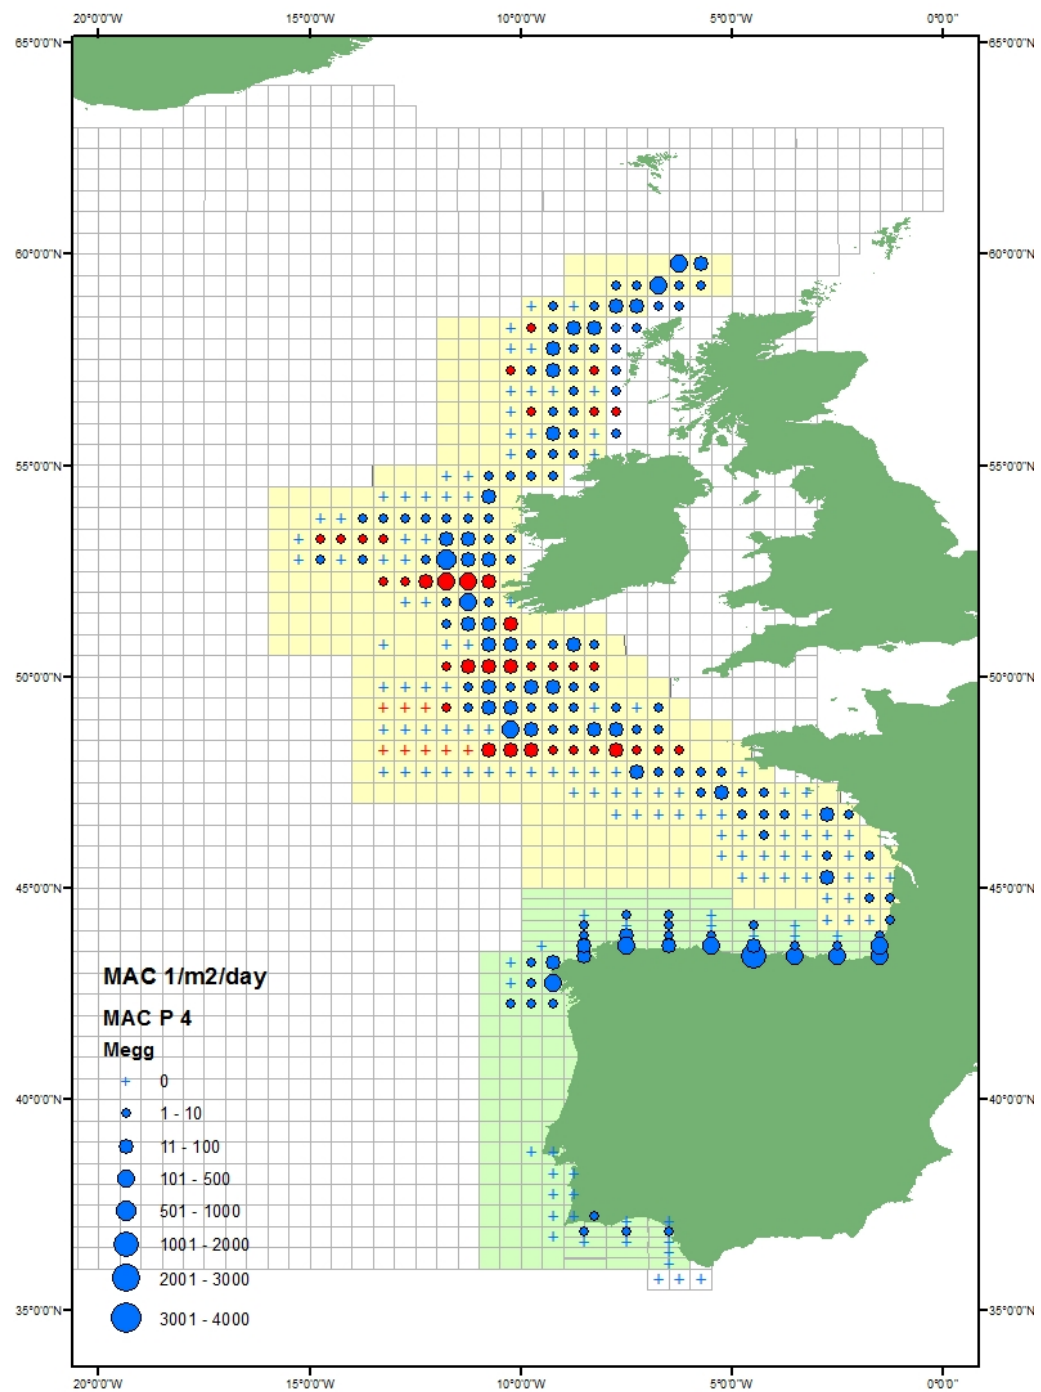 20°0'0"W 15°0'0"W 10°0'0"W 5°0'0"W 0°0'0"
65°0'0"N 65°0'0"N
60°0'0"N 60°0'0"N
55°0'0"N 55°0'0"N
50°0'0"N 50°0'0"N
45°0'0"N 45°0'0"N
MAC 1/m2/day
MAC P 4
Megg
0
40°0'0"N 40°0'0"N
1 - 10
11 - 100
101 - 500
501 - 1000
1001 - 2000
2001 - 3000
35°0'0"N 35°0'0"N
3001 - 4000
20°0'0"W 15°0'0"W 10°0'0"W 5°0'0"W 0°0'0"